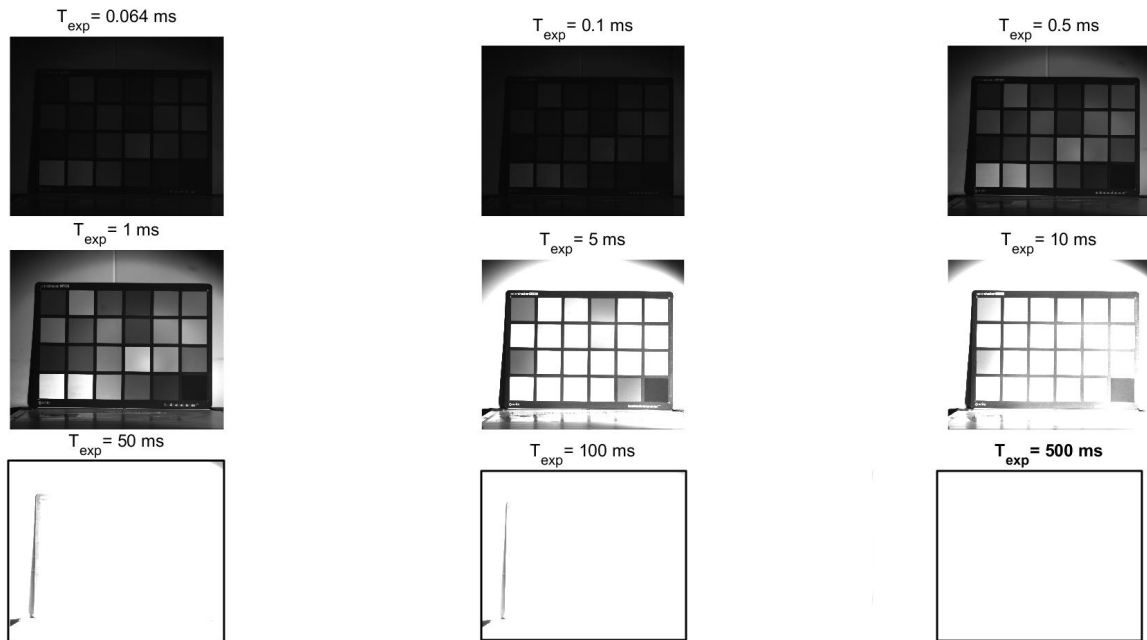 T_exp = 0.064 ms
T_exp = 0.1 ms
T_exp = 0.5 ms
T_exp = 1 ms
T_exp = 5 ms
T_exp = 10 ms
T_exp = 50 ms
T_exp = 100 ms
T_exp = 500 ms